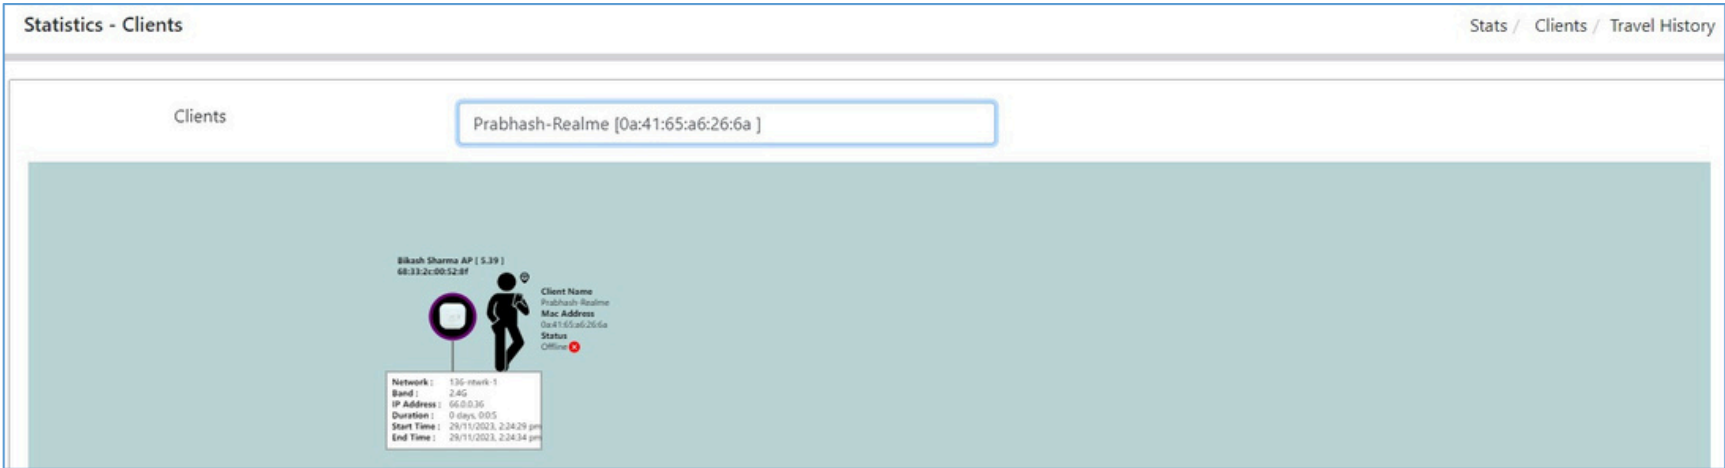 Statistics - Clients
Stats / Clients / Travel History
Clients
Prabhash-Realme [0a:41:65:a6:26:6a ]
Bikash Sharma AP [ 5.39 ]
68:33:2c:00:52:8f
Client Name
Prabhash-Realme
Mac Address
0a:41:65:a6:26:6a
Status
Offline
Network : 136-ntwrk-1
Band : 2.4G
IP Address : 66.0.0.36
Duration : 0 days, 0:0:5
Start Time : 29/11/2023, 2:24:29 pm
End Time : 29/11/2023, 2:24:34 pm